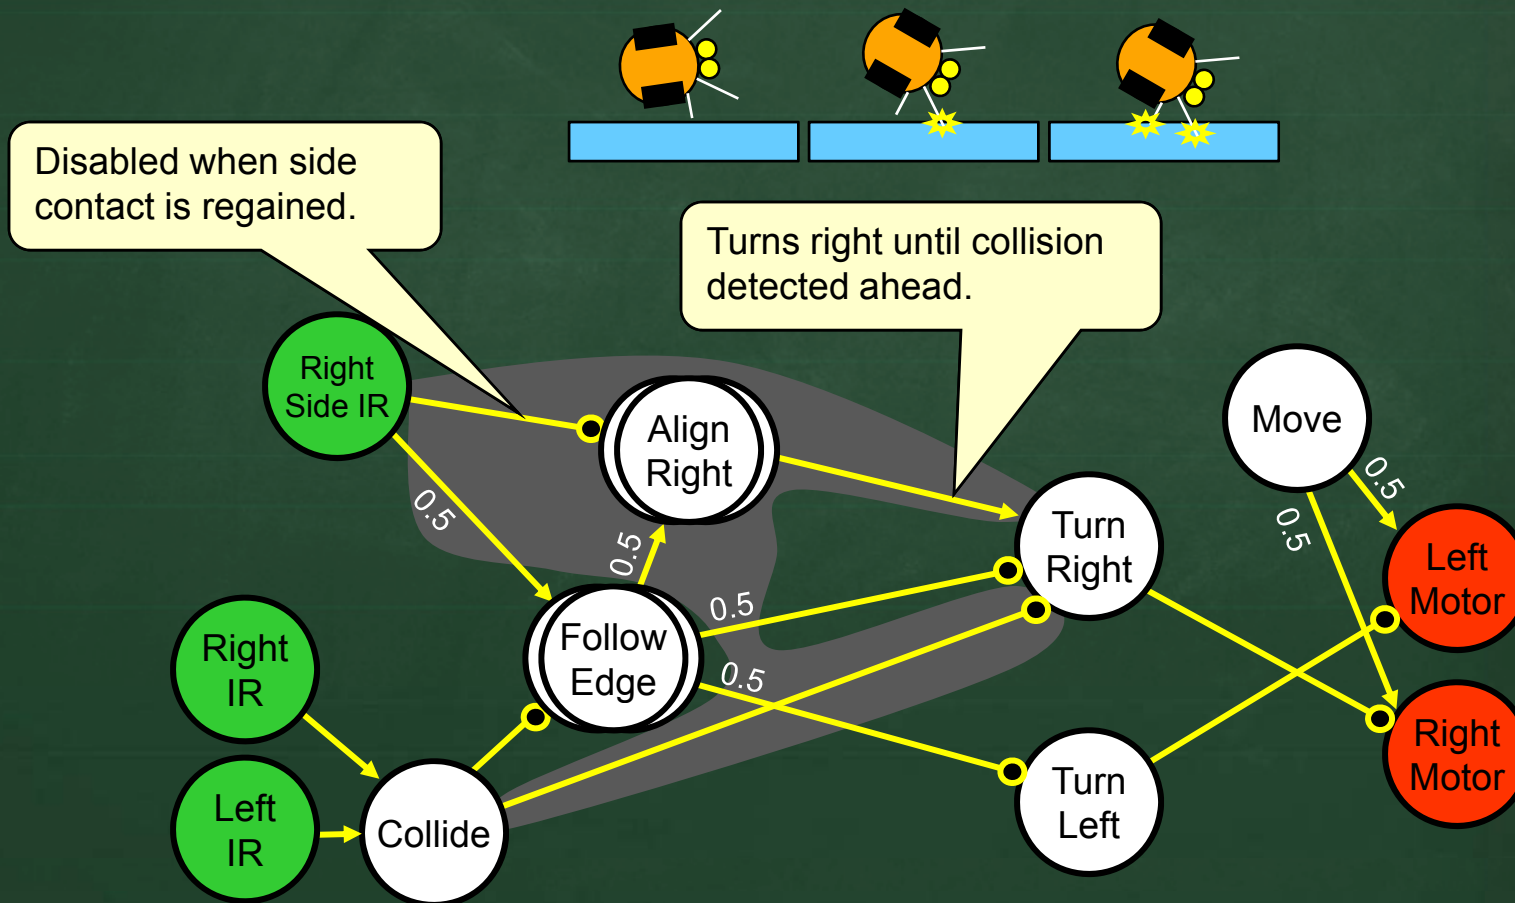 Disabled when side
contact is regained.
Turns right until collision
detected ahead.
Right
Side IR
Align
Right
Move
0.5
0.5
0.5
0.5
Turn
Right
Left
Motor
0.5
Follow
Edge
0.5
Right
IR
Right
Motor
Turn
Left
Left
IR
Collide